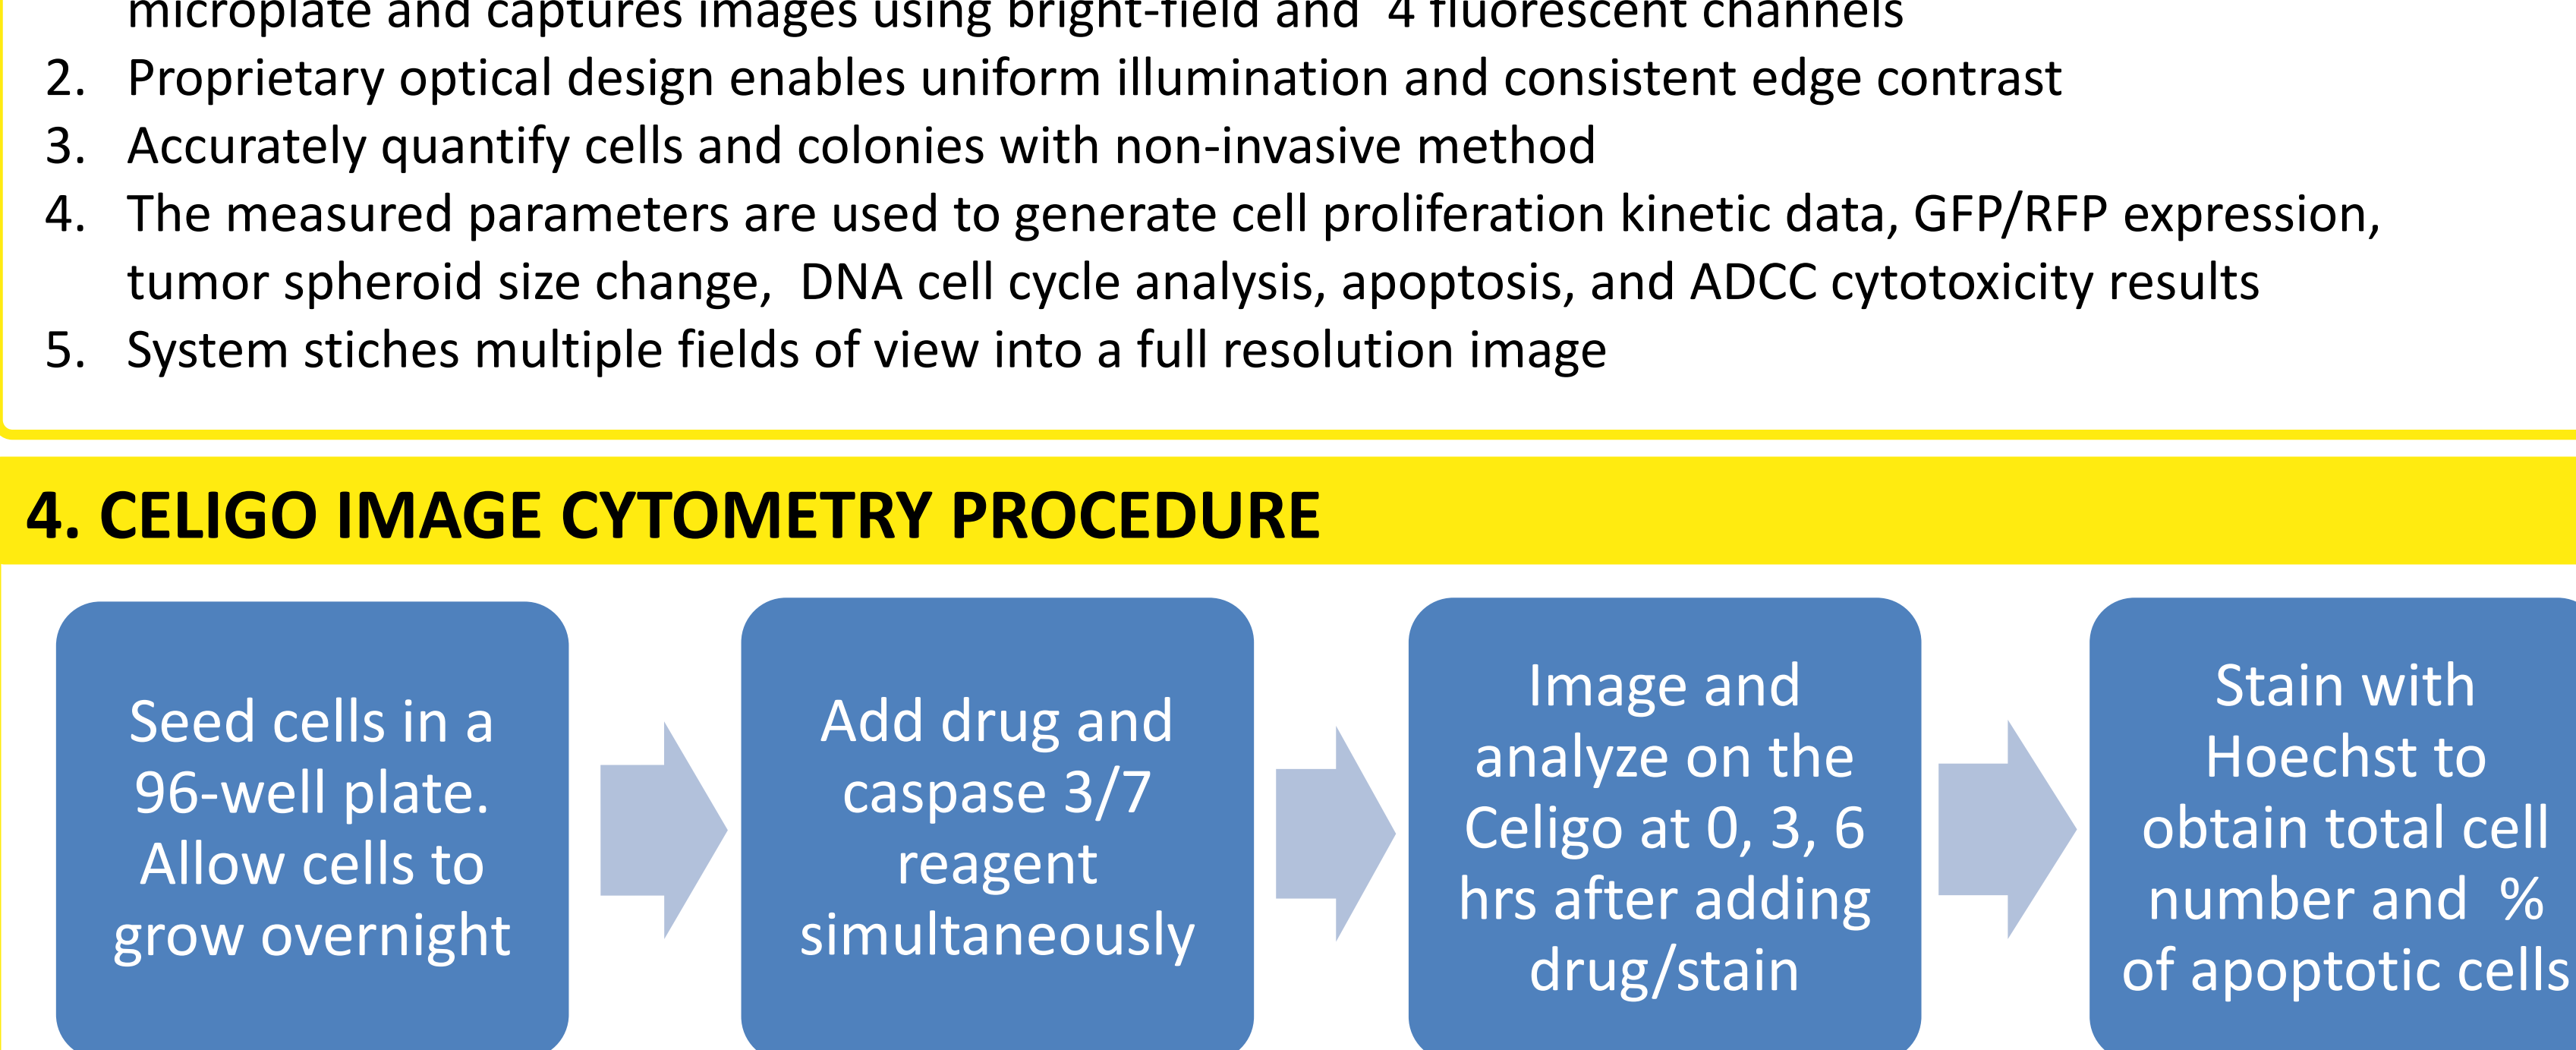 microplate and captures images using bright-field and  4 fluorescent channels
2. Proprietary optical design enables uniform illumination and consistent edge contrast
3. Accurately quantify cells and colonies with non-invasive method
4. The measured parameters are used to generate cell proliferation kinetic data, GFP/RFP expression,
tumor spheroid size change,  DNA cell cycle analysis, apoptosis, and ADCC cytotoxicity results
5. System stiches multiple fields of view into a full resolution image
4. CELIGO IMAGE CYTOMETRY PROCEDURE
Seed cells in a
96-well plate.
Allow cells to
grow overnight
Add drug and
caspase 3/7
reagent
simultaneously
Image and
analyze on the
Celigo at 0, 3, 6
hrs after adding
drug/stain
Stain with
Hoechst to
obtain total cell
number and  %
of apoptotic cells